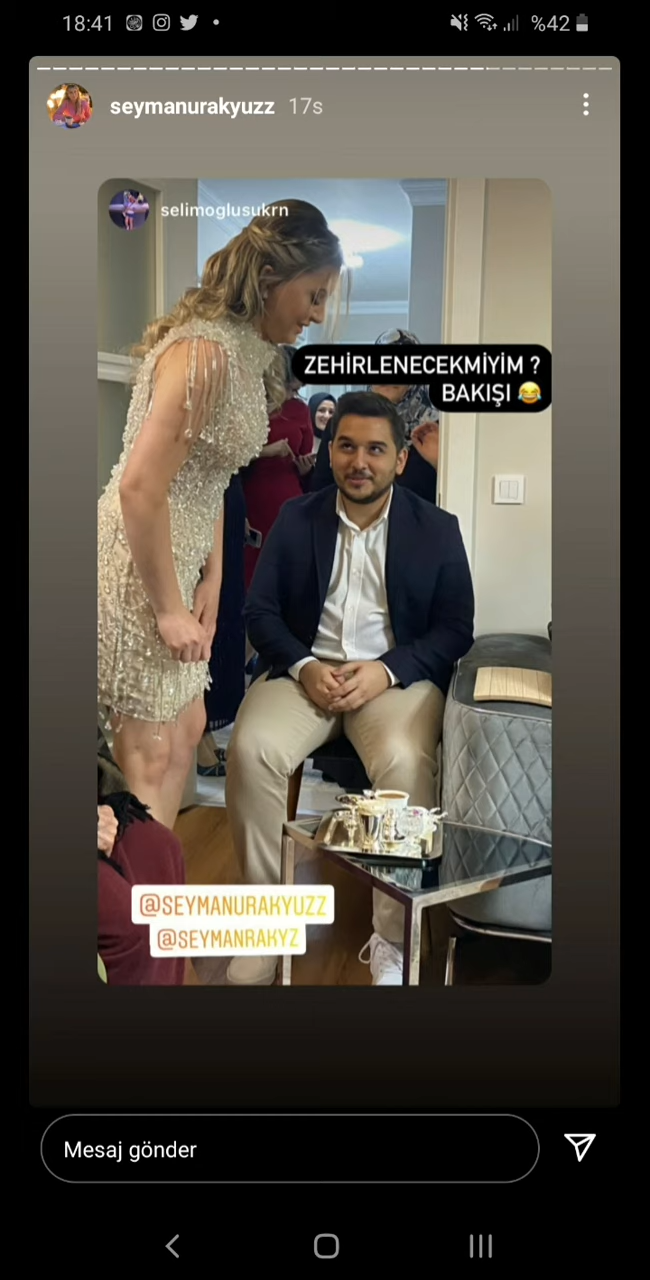 18:41
%42
seymanurakyuzz 17s
selimoglusukrn
ZEHİRLENECEKMİYİM ?
BAKIŞI 😂
@SEYMANURAKYUZZ
@SEYMANRAKYZ
Mesaj gönder